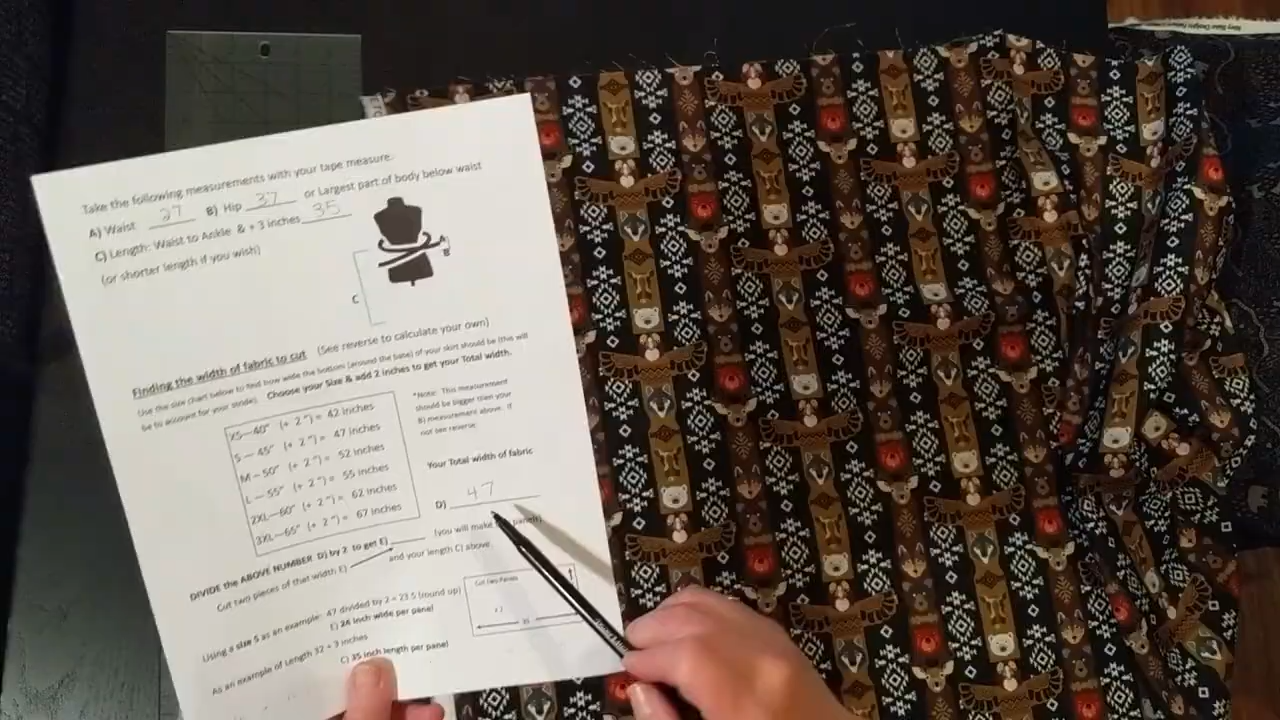 Take the following measurements with your tape measure.
A) Waist 27 B) Hip 37 or Largest part of body below waist
C) Length: Waist to Ankle & + 3 inches 35
(or shorter length if you wish)
B
C
Finding the width of fabric to cut (See reverse to calculate your own)
(Use the size chart below to find how wide the bottom (around the base) of your skirt should be (this will
be to account for your stride). Choose your Size & add 2 inches to get your Total width.
XS—40" (+ 2") = 42 inches
S — 45" (+ 2") = 47 inches
M — 50" (+ 2") = 52 inches
L — 55" (+ 2") = 55 inches
2XL—60" (+ 2") = 62 inches
3XL—65" (+ 2") = 67 inches
*Note: This measurement
should be bigger than your
B) measurement above. If
not see reverse.
Your Total width of fabric
D) 47
DIVIDE the ABOVE NUMBER D) by 2 to get E) (you will make panels)
Cut two pieces of that width E) and your length C) above.
Using a size S as an example: 47 divided by 2 = 23.5 (round up)
E) 24 inch wide per panel
As an example of Length 32 + 3 inches
C) 35 inch length per panel
Cut Two Panels